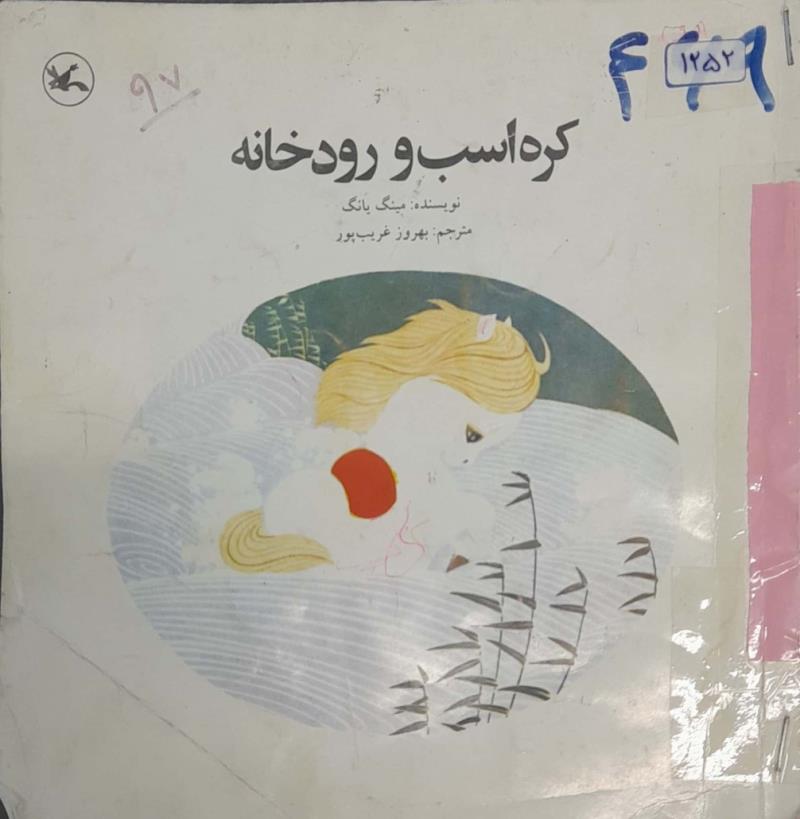 ۱۲۵۲
۹۷
کره‌اسب و رودخانه
نویسنده: مینگ یانگ
مترجم: بهروز غریب‌پور